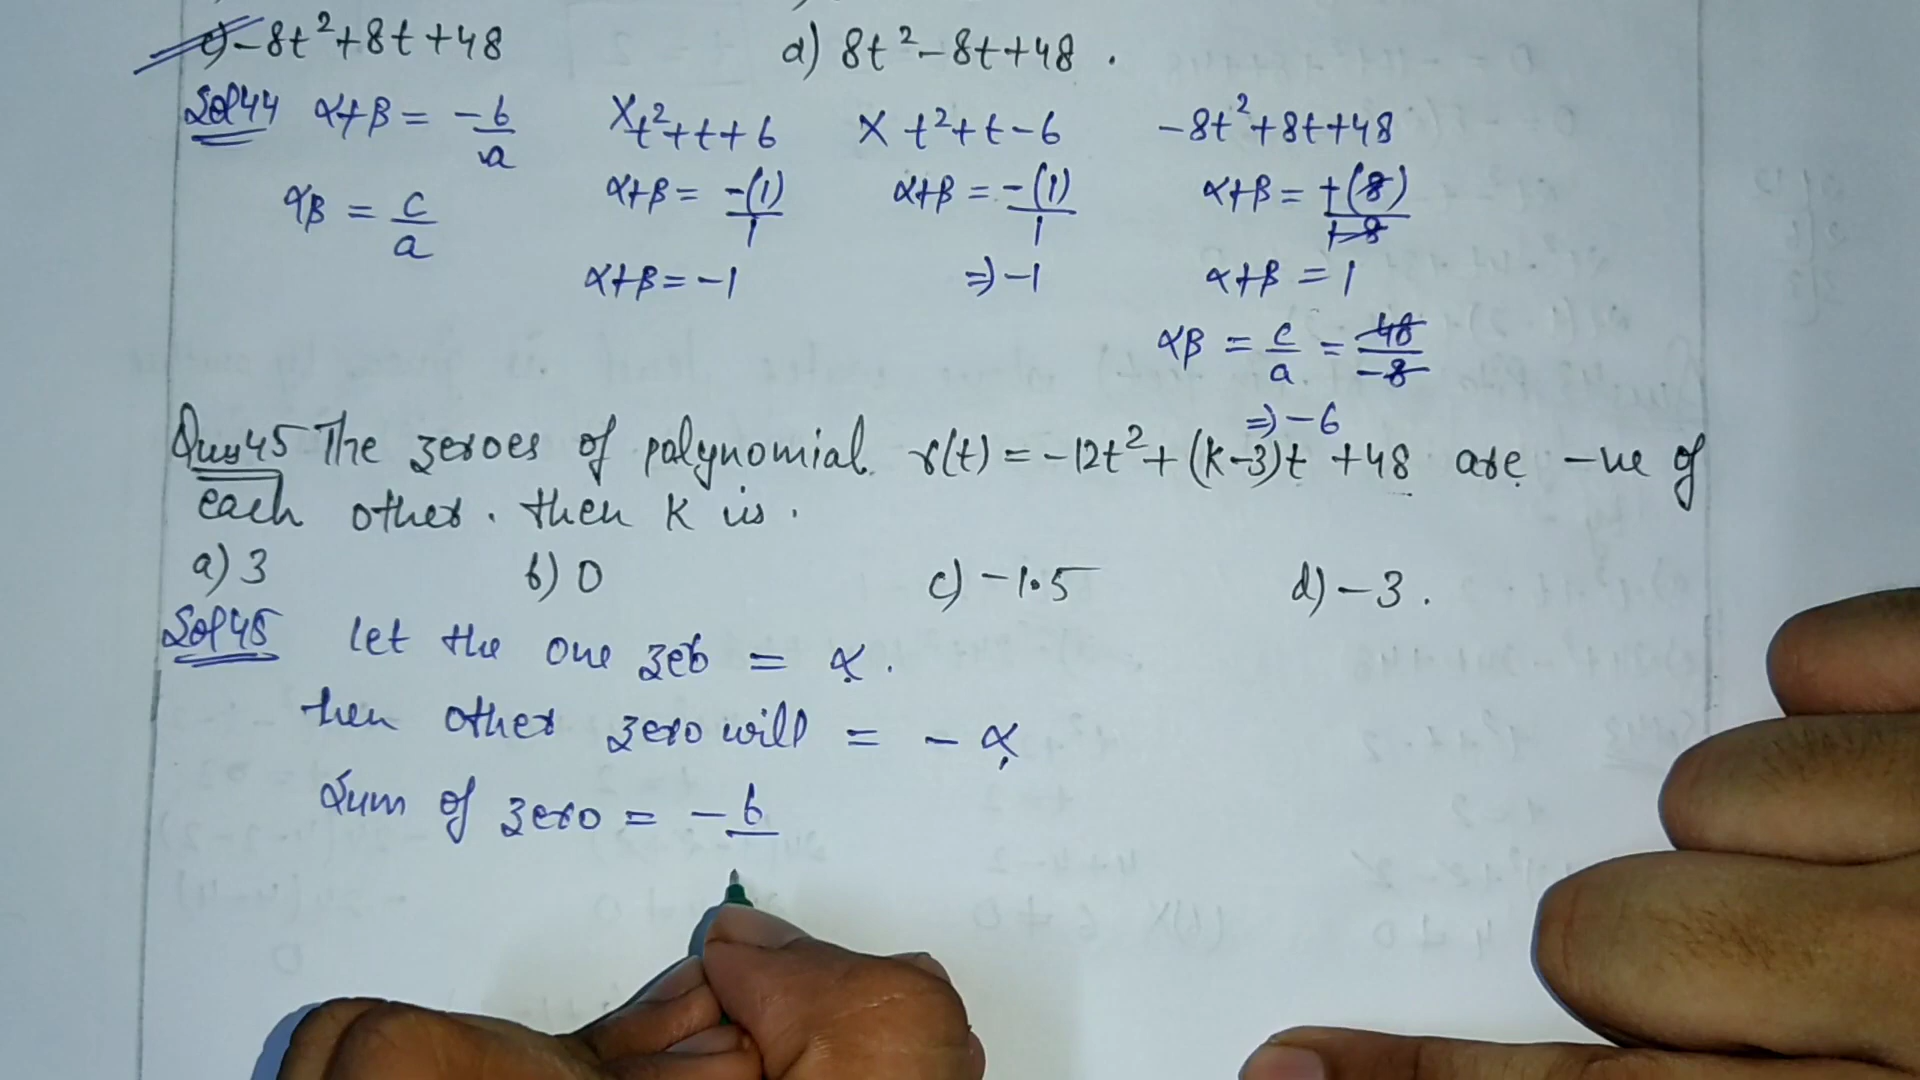 c) -8t²+8t+48 d) 8t²-8t+48.
Sol44 α+β = -b/a X t²+t+6 X t²+t-6 -8t²+8t+48
αβ = c/a α+β = -(1)/1 α+β = -(1)/1 α+β = +(8)/+8
α+β = -1 ⇒ -1 α+β = 1
αβ = c/a = 48/-8
⇒ -6
Ques45 The zeroes of polynomial r(t) = -12t²+(k-3)t+48 are -ve of
each other. then K is.
a) 3 b) 0 c) -1.5 d) -3.
Sol45 let the one zero = α.
then other zero will = -α
Sum of zero = -b